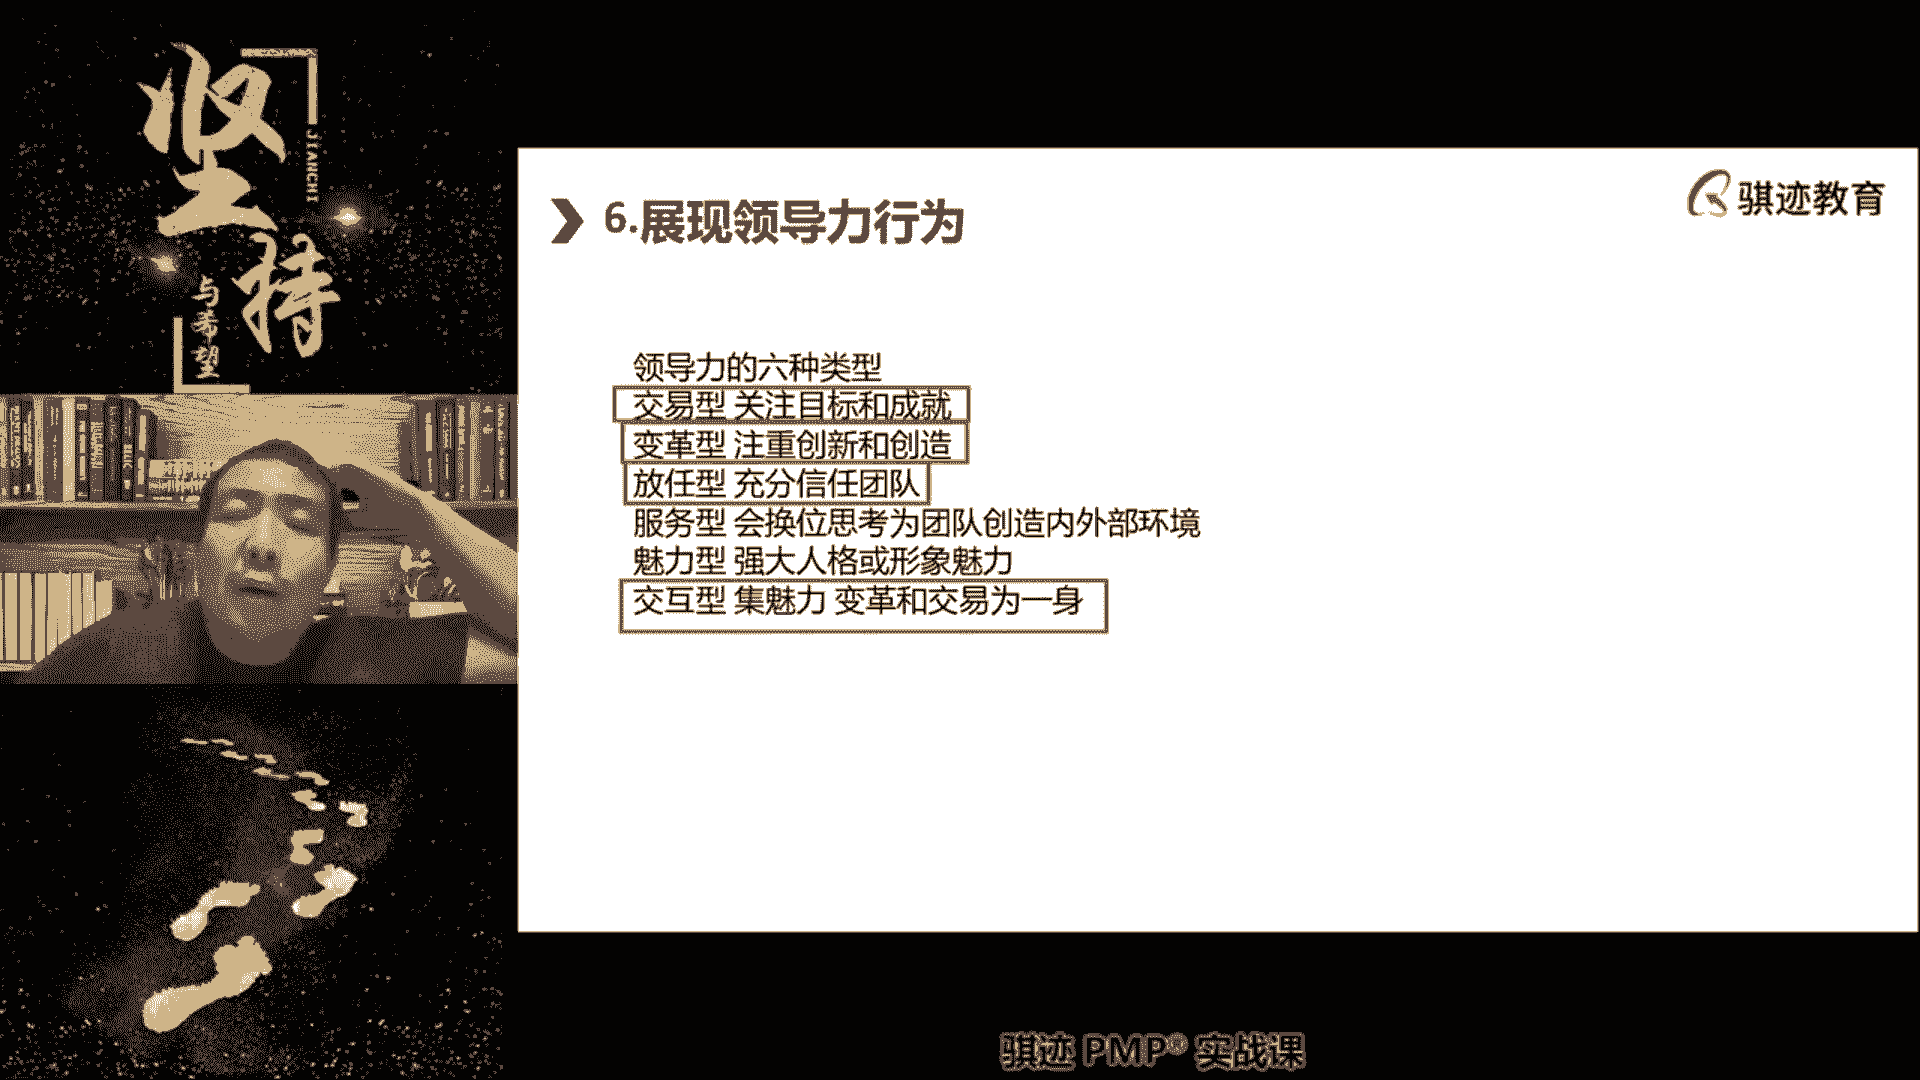 坚持
JIANCHI
与希望
骐迹教育
6.展现领导力行为
领导力的六种类型
交易型 关注目标和成就
变革型 注重创新和创造
放任型 充分信任团队
服务型 会换位思考为团队创造内外部环境
魅力型 强大人格或形象魅力
交互型 集魅力 变革和交易为一身
骐迹 PMP® 实战课